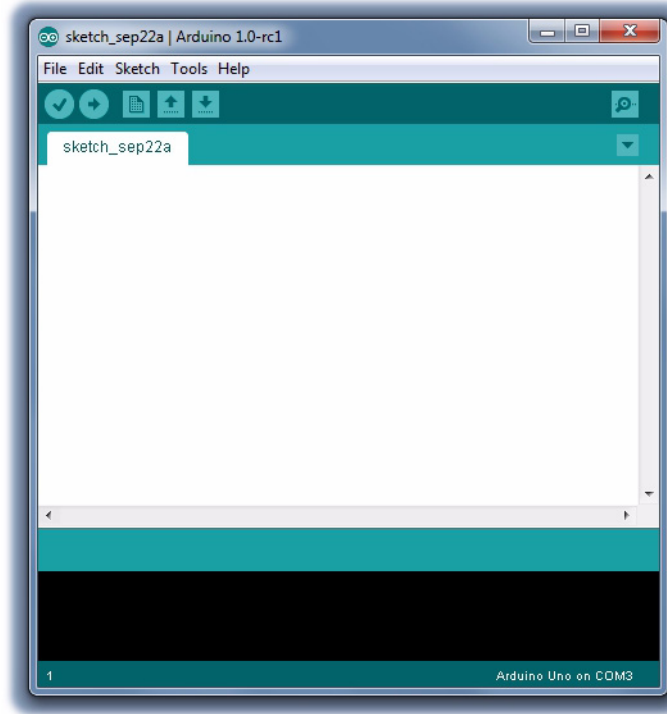 sketch_sep22a | Arduino 1.0-rc1
File Edit Sketch Tools Help
sketch_sep22a
1 Arduino Uno on COM3